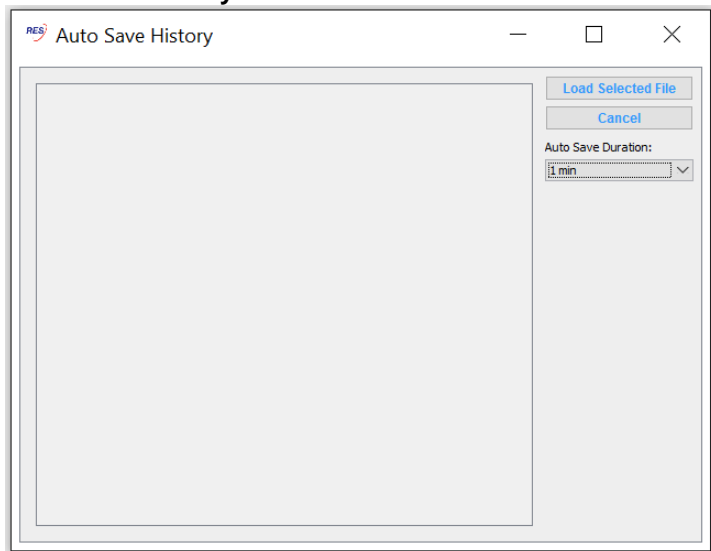 RES
Auto Save History
Load Selected File
Cancel
Auto Save Duration:
1 min